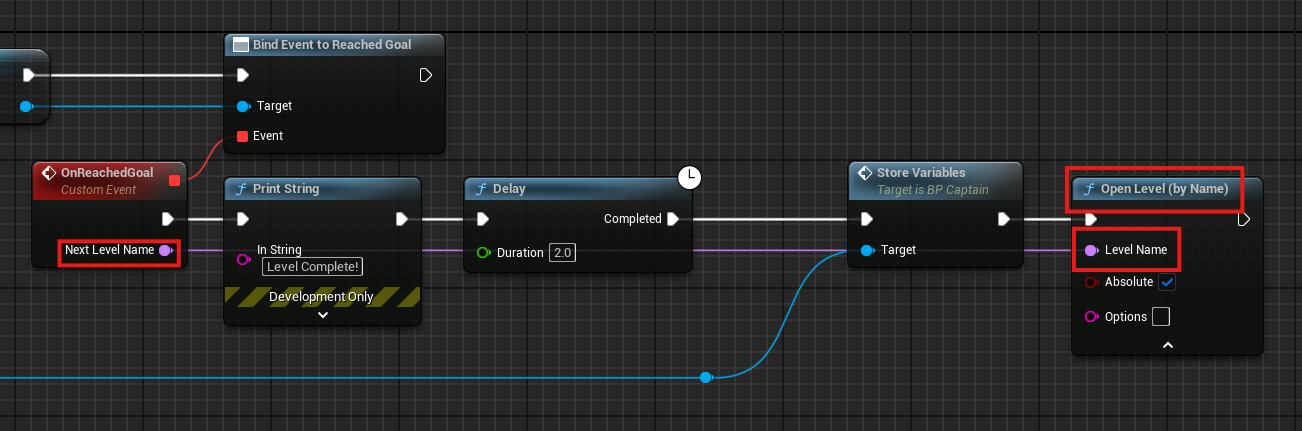 Bind Event to Reached Goal
Target
Event
OnReachedGoal
Custom Event
Next Level Name
Print String
In String
Level Complete!
Development Only
Delay
Completed
Duration 2.0
Store Variables
Target is BP Captain
Target
Open Level (by Name)
Level Name
Absolute
Options